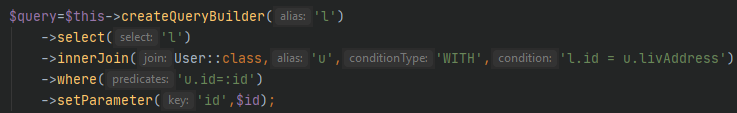 $query=$this->createQueryBuilder( alias: 'l')
->select( select: 'l')
->innerJoin( join: User::class, alias: 'u', conditionType: 'WITH', condition: 'l.id = u.livAddress')
->where( predicates: 'u.id=:id')
->setParameter( key: 'id',$id);